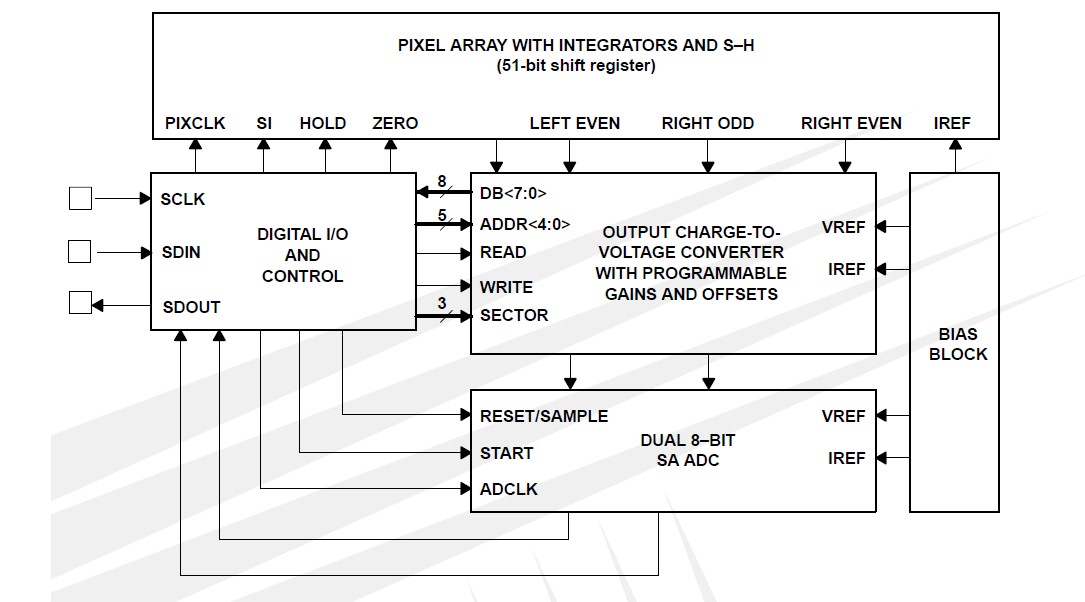 PIXEL ARRAY WITH INTEGRATORS AND S–H
(51-bit shift register)
PIXCLK SI HOLD ZERO LEFT EVEN RIGHT ODD RIGHT EVEN IREF
SCLK
SDIN
SDOUT
DIGITAL I/O
AND
CONTROL
8
5
3
DB<7:0>
ADDR<4:0>
READ
WRITE
SECTOR
OUTPUT CHARGE-TO-
VOLTAGE CONVERTER
WITH PROGRAMMABLE
GAINS AND OFFSETS
VREF
IREF
BIAS
BLOCK
RESET/SAMPLE
START
ADCLK
DUAL 8–BIT
SA ADC
VREF
IREF